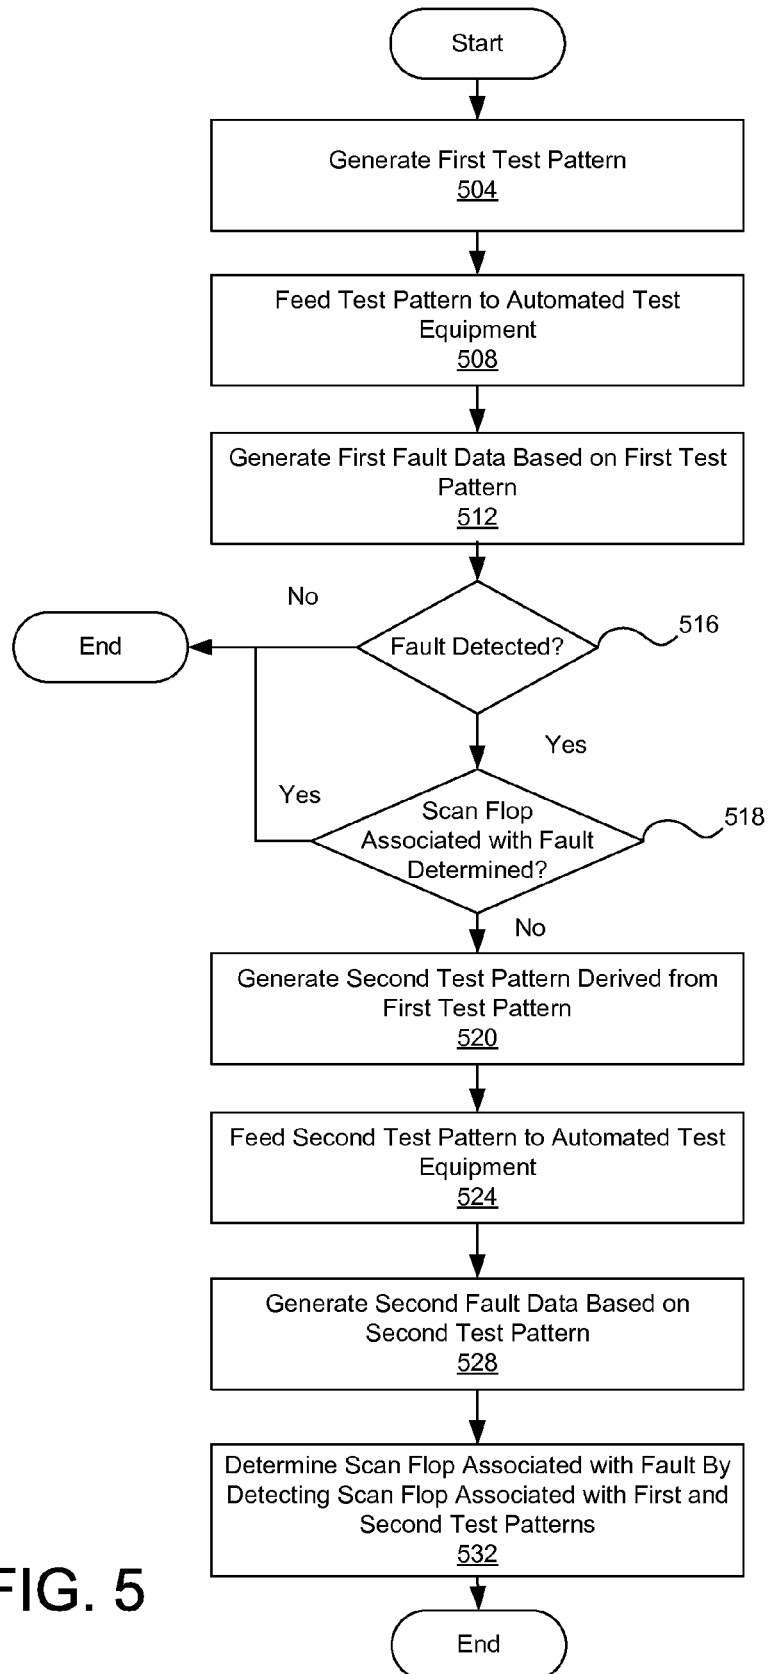 Start
Generate First Test Pattern
504
Feed Test Pattern to Automated Test
Equipment
508
Generate First Fault Data Based on First Test
Pattern
512
No
End
Fault Detected?
516
Yes
Yes
Scan Flop
Associated with Fault
Determined?
518
No
Generate Second Test Pattern Derived from
First Test Pattern
520
Feed Second Test Pattern to Automated Test
Equipment
524
Generate Second Fault Data Based on
Second Test Pattern
528
Determine Scan Flop Associated with Fault By
Detecting Scan Flop Associated with First and
Second Test Patterns
532
FIG. 5
End